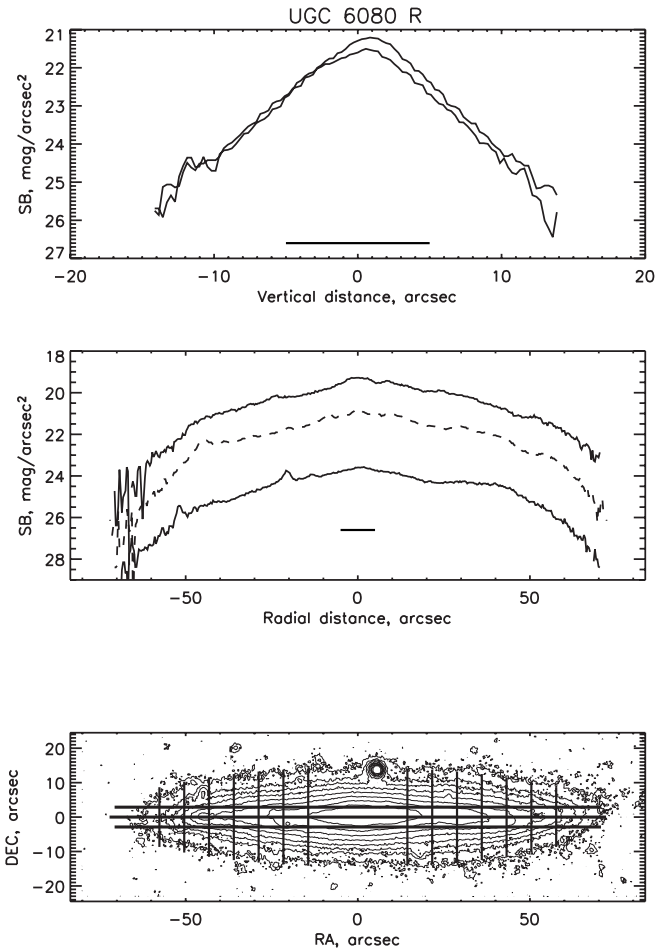 UGC 6080 R
21
22
23
24
25
26
27
SB, mag/arcsec²
−20 −10 0 10 20
Vertical distance, arcsec
18
20
22
24
26
28
SB, mag/arcsec²
−50 0 50
Radial distance, arcsec
20
10
0
−10
−20
DEC, arcsec
−50 0 50
RA, arcsec